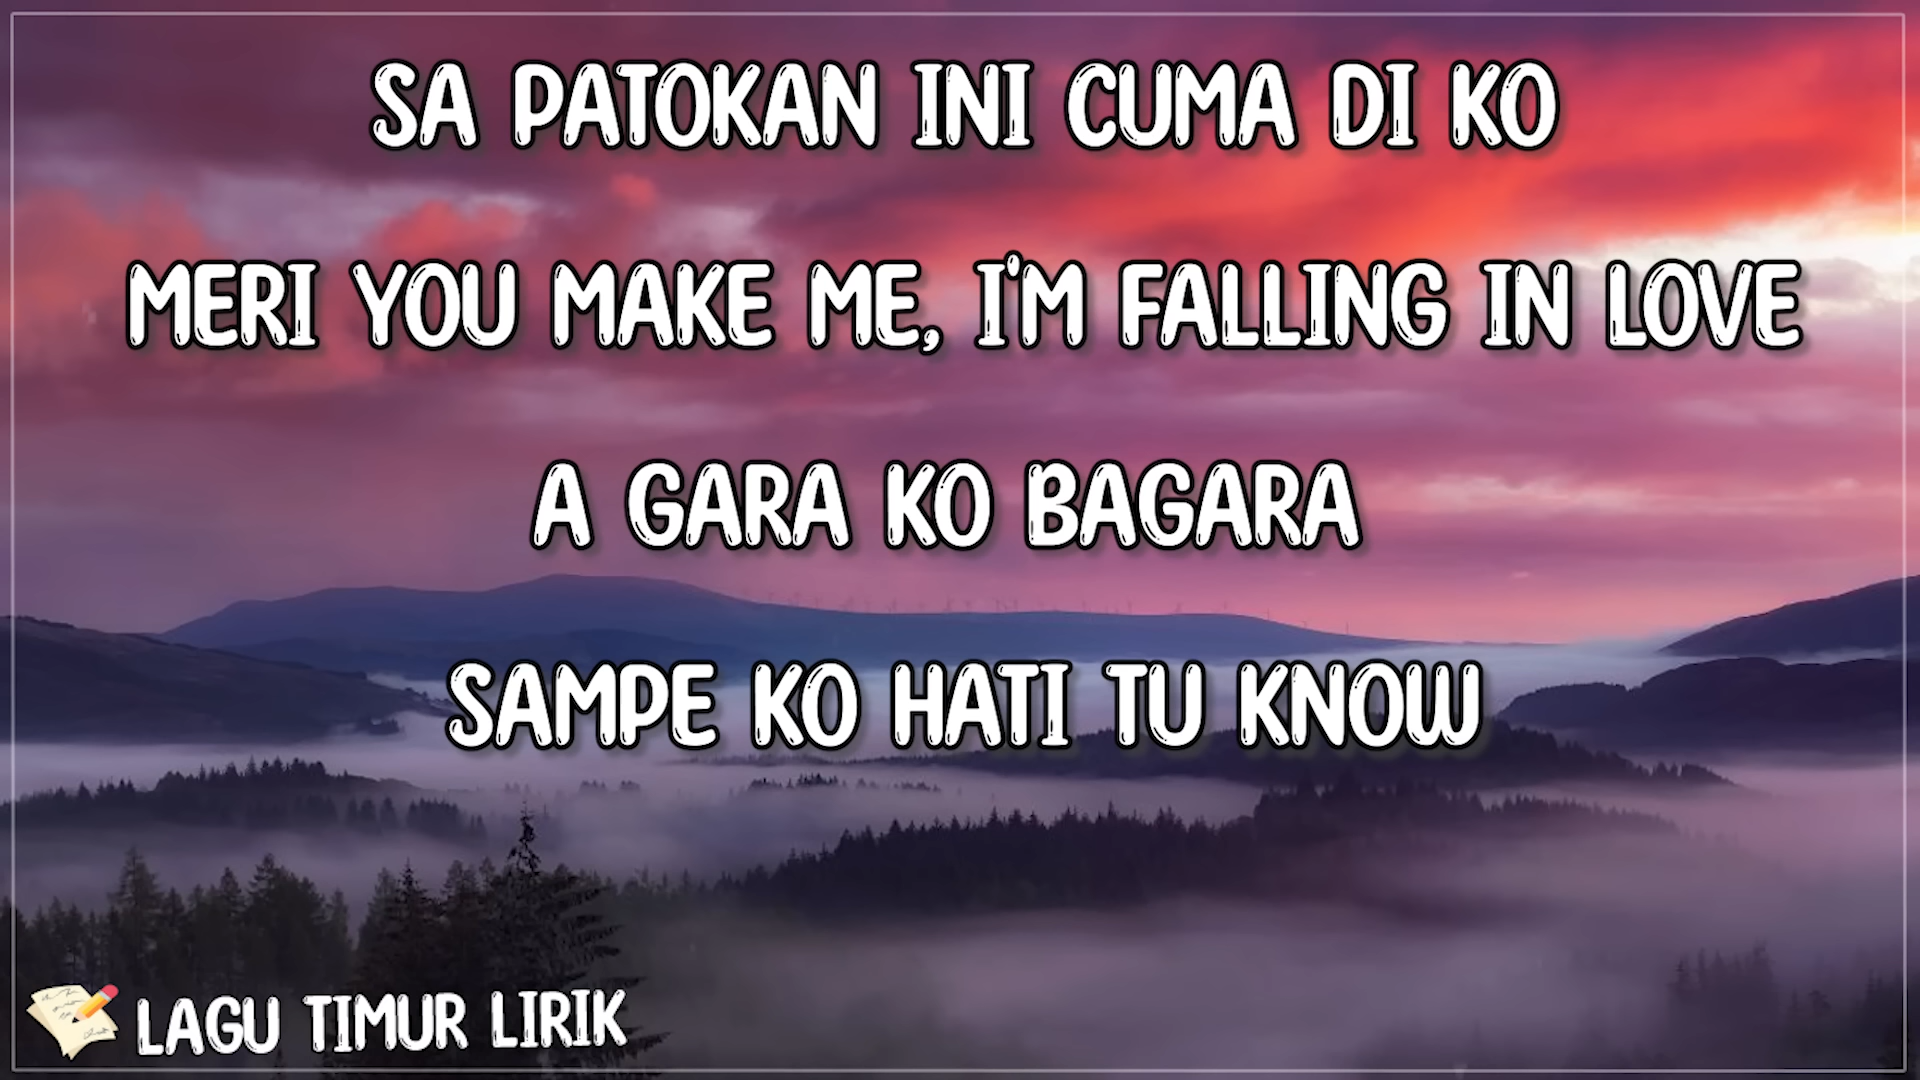 SA PATOKAN INI CUMA DI KO
MERI YOU MAKE ME, I'M FALLING IN LOVE
A GARA KO BAGARA
SAMPE KO HATI TU KNOW
LAGU TIMUR LIRIK